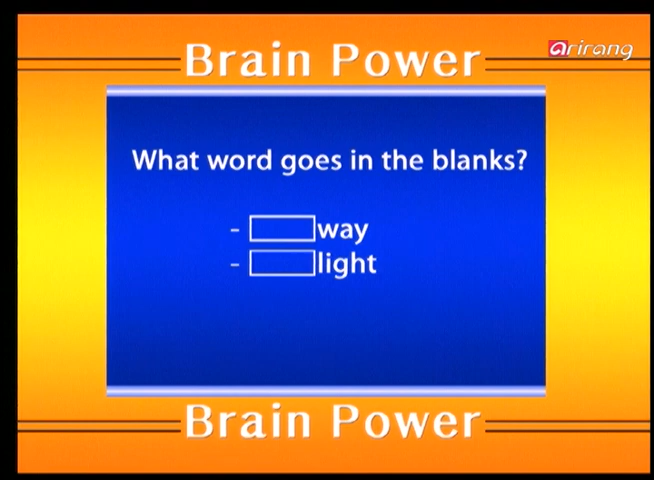 Brain Power
arirang
What word goes in the blanks?
- way
- light
Brain Power